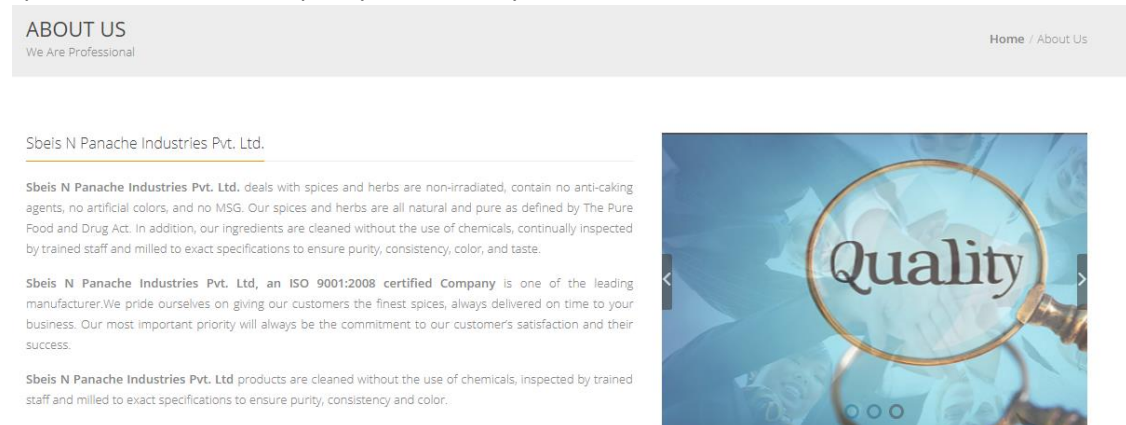 ABOUT US
We Are Professional
Home / About Us
Sbeis N Panache Industries Pvt. Ltd.
Sbeis N Panache Industries Pvt. Ltd. deals with spices and herbs are non-irradiated, contain no anti-caking
agents, no artificial colors, and no MSG. Our spices and herbs are all natural and pure as defined by The Pure
Food and Drug Act. In addition, our ingredients are cleaned without the use of chemicals, continually inspected
by trained staff and milled to exact specifications to ensure purity, consistency, color, and taste.
Sbeis N Panache Industries Pvt. Ltd, an ISO 9001:2008 certified Company is one of the leading
manufacturer.We pride ourselves on giving our customers the finest spices, always delivered on time to your
business. Our most important priority will always be the commitment to our customer's satisfaction and their
success.
Sbeis N Panache Industries Pvt. Ltd products are cleaned without the use of chemicals, inspected by trained
staff and milled to exact specifications to ensure purity, consistency and color.
Quality